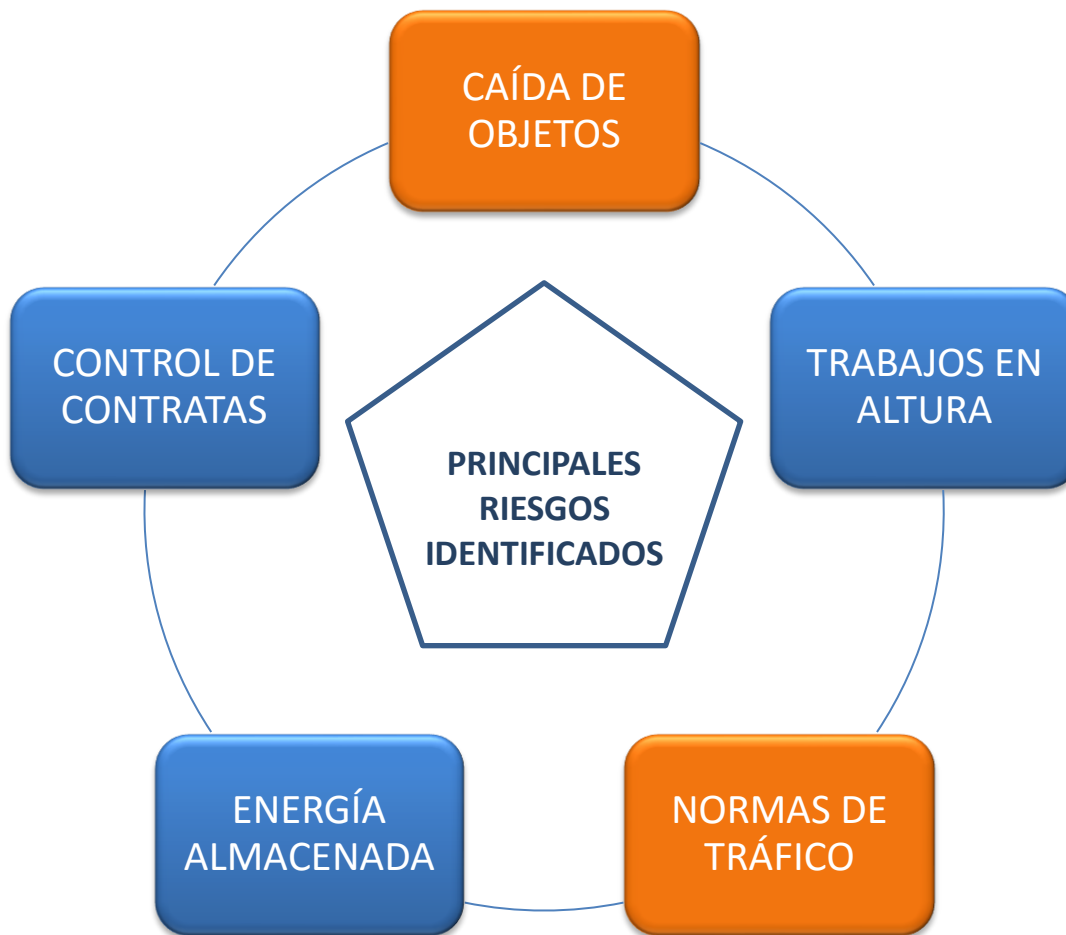 CAÍDA DE
OBJETOS
CONTROL DE
CONTRATAS
TRABAJOS EN
ALTURA
PRINCIPALES
RIESGOS
IDENTIFICADOS
ENERGÍA
ALMACENADA
NORMAS DE
TRÁFICO